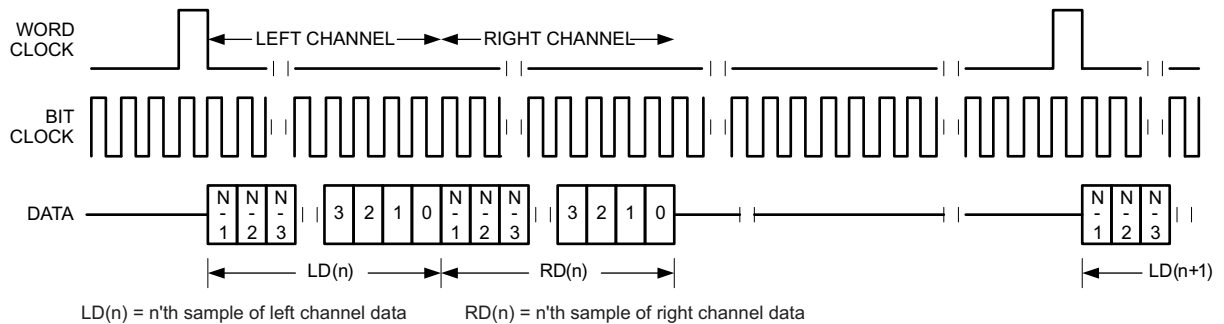 WORD
CLOCK
LEFT CHANNEL
RIGHT CHANNEL
BIT
CLOCK
DATA
N-1 N-2 N-3 3 2 1 0 N-1 N-2 N-3 3 2 1 0 N-1 N-2 N-3
LD(n) RD(n) LD(n+1)
LD(n) = n'th sample of left channel data RD(n) = n'th sample of right channel data